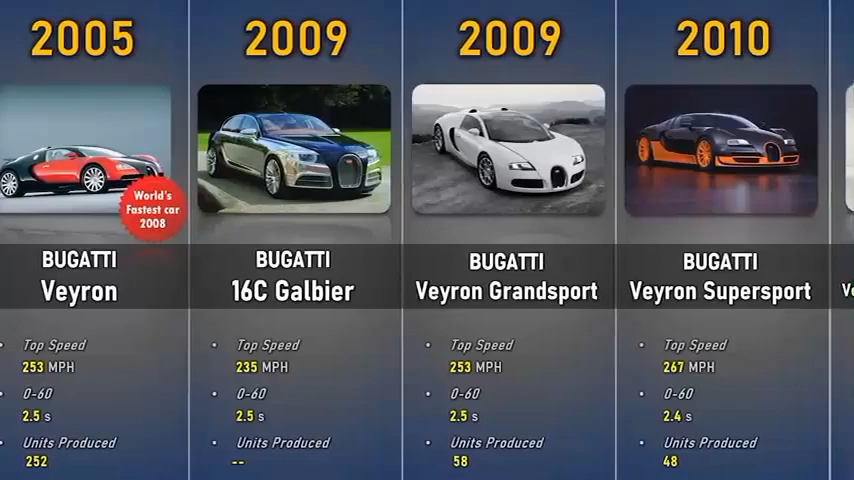 2005
World's
Fastest car
2008
BUGATTI
Veyron
Top Speed
253 MPH
0-60
2.5 s
Units Produced
252
2009
BUGATTI
16C Galbier
Top Speed
235 MPH
0-60
2.5 s
Units Produced
--
2009
BUGATTI
Veyron Grandsport
Top Speed
253 MPH
0-60
2.5 s
Units Produced
58
2010
BUGATTI
Veyron Supersport
Top Speed
267 MPH
0-60
2.4 s
Units Produced
48